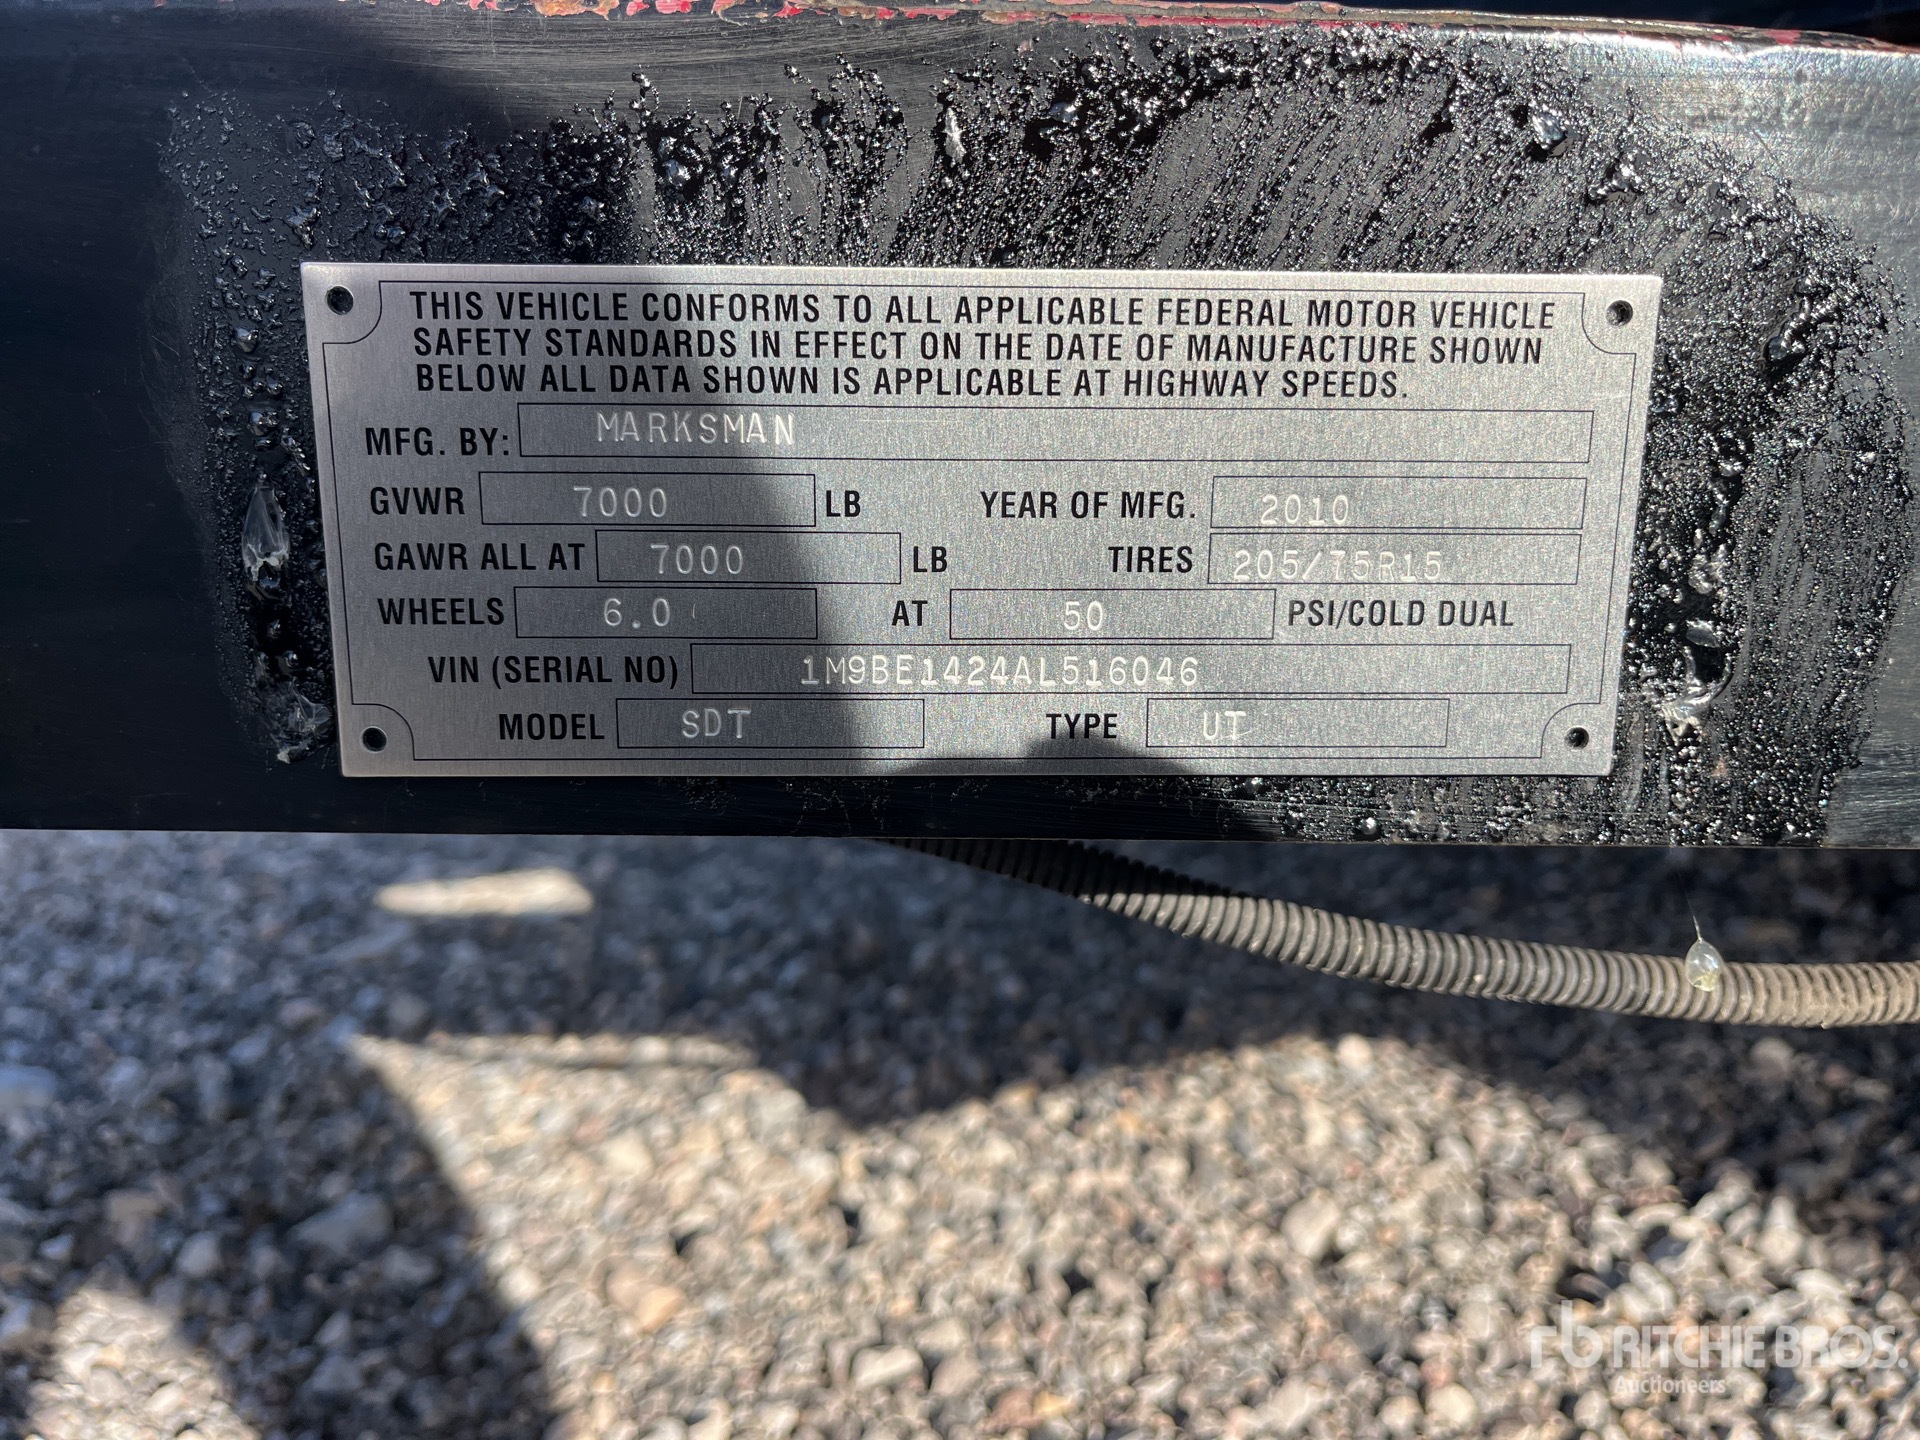 THIS VEHICLE CONFORMS TO ALL APPLICABLE FEDERAL MOTOR VEHICLE
SAFETY STANDARDS IN EFFECT ON THE DATE OF MANUFACTURE SHOWN
BELOW ALL DATA SHOWN IS APPLICABLE AT HIGHWAY SPEEDS.
MFG. BY: MARKSMAN
GVWR 7000 LB YEAR OF MFG. 2010
GAWR ALL AT 7000 LB TIRES 205/75R15
WHEELS 6.0 AT 50 PSI/COLD DUAL
VIN (SERIAL NO) 1M9BE1424AL516046
MODEL SDT TYPE UT
rb RITCHIE BROS.
Auctioneers